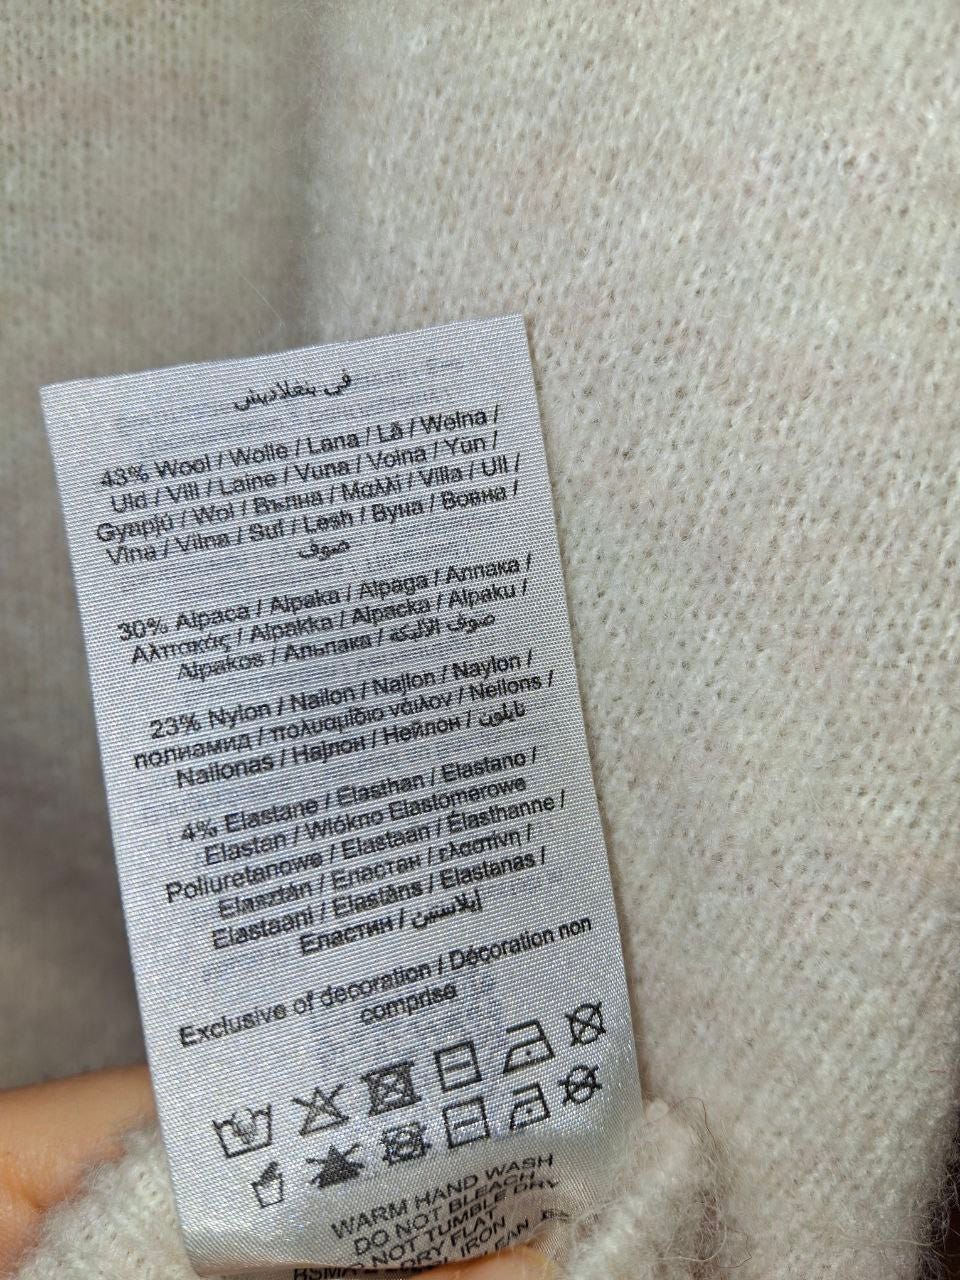 في بنغلاديش
43% Wool / Wolle / Lana / Lã / Wełna /
Uld / Vill / Laine / Vuna / Volna / Yun /
Gyapjú / Wol / Вълна / Μαλλί / Villa / Ull /
Vlna / Vilna / Suf / Lesh / Вуна / Вовна /
صوف
30% Alpaca / Alpaka / Alpaga / Алпака /
Αλπακάς / Alpakka / Alpacka / Alpaku /
Alpakos / Альпака / صوف الألبكة
23% Nylon / Nailon / Najlon / Naylon /
полиамид / πολυαμίδιο νάιλον / Neilons /
Nailonas / Најлон / Нейлон / نايلون
4% Elastane / Elasthan / Elastano /
Elastan / Włókno Elastomerowe
Poliuretanowe / Elastaan / Élasthanne /
Elasztán / Еластан / ελαστίνη /
Elastaani / Elastāns / Elastanas /
Еластин / إيلاستين
Exclusive of decoration / Décoration non
comprise
WARM HAND WASH
DO NOT BLEACH
NOT TUMBLE DRY
DRY FLAT
IRON